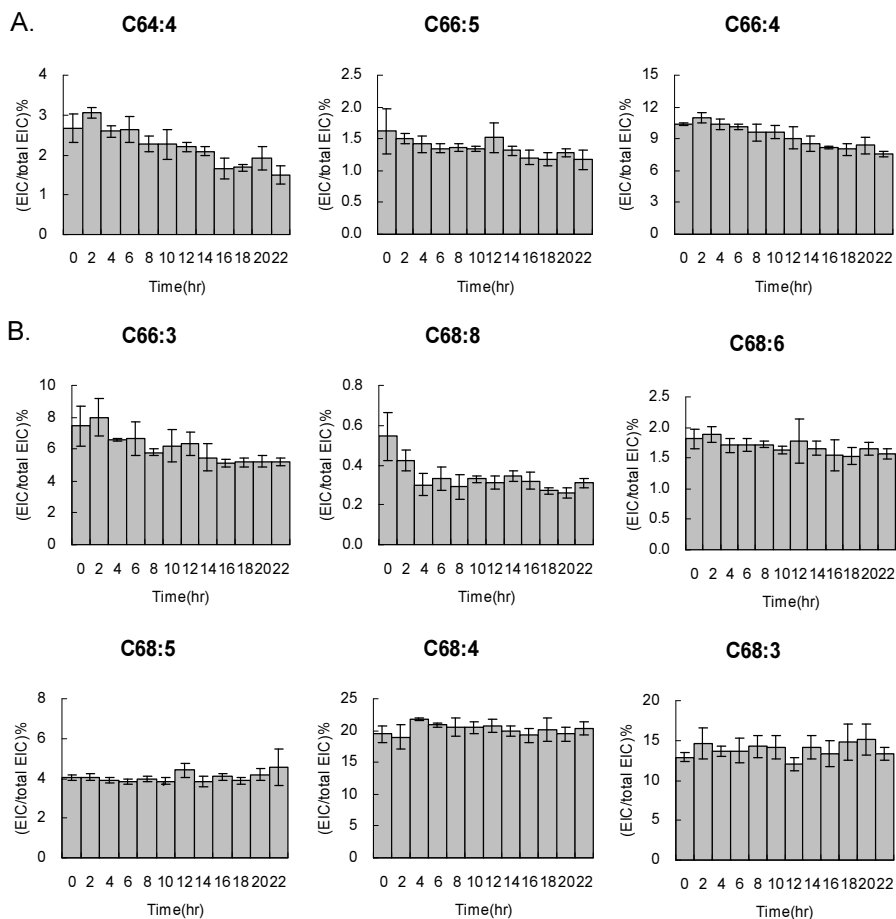 A.
C64:4
C66:5
C66:4
(EIC/total EIC)%
4
3
2
1
0
0 2 4 6 8 10 12 14 16 18 20 22
Time(hr)
(EIC/total EIC)%
2.5
2.0
1.5
1.0
0.5
0.0
0 2 4 6 8 10 12 14 16 18 20 22
Time(hr)
(EIC/total EIC)%
15
12
9
6
3
0
0 2 4 6 8 10 12 14 16 18 20 22
Time(hr)
B.
C66:3
C68:8
C68:6
(EIC/total EIC)%
10
8
6
4
2
0
0 2 4 6 8 10 12 14 16 18 20 22
Time(hr)
(EIC/total EIC)%
0.8
0.6
0.4
0.2
0.0
0 2 4 6 8 10 12 14 16 18 20 22
Time(hr)
(EIC/total EIC)%
2.5
2.0
1.5
1.0
0.5
0.0
0 2 4 6 8 10 12 14 16 18 20 22
Time(hr)
C68:5
C68:4
C68:3
(EIC/total EIC)%
8
6
4
2
0
0 2 4 6 8 10 12 14 16 18 20 22
Time(hr)
(EIC/total EIC)%
25
20
15
10
5
0
0 2 4 6 8 10 12 14 16 18 20 22
Time(hr)
(EIC/total EIC)%
20
15
10
5
0
0 2 4 6 8 10 12 14 16 18 20 22
Time(hr)